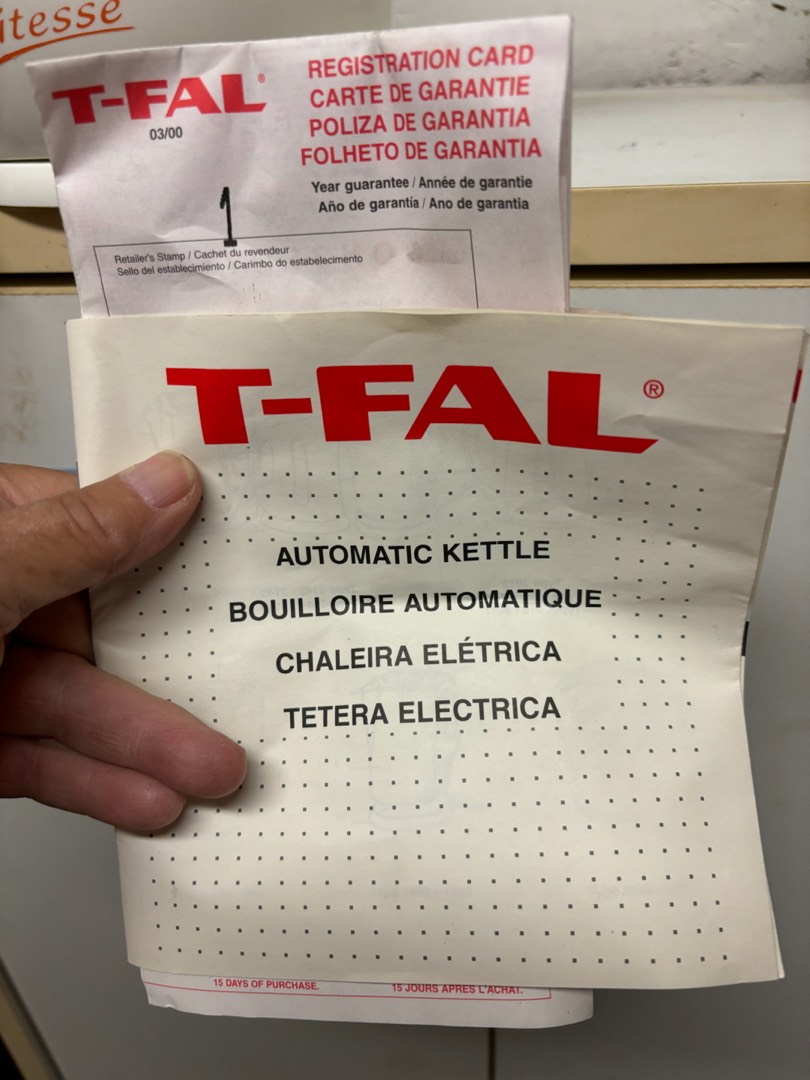 itesse
T-FAL®
03/00
REGISTRATION CARD
CARTE DE GARANTIE
POLIZA DE GARANTIA
FOLHETO DE GARANTIA
Year guarantee / Année de garantie
Año de garantía / Ano de garantia
1
Retailer's Stamp / Cachet du revendeur
Sello del establecimiento / Carimbo do estabelecimento
T-FAL®
AUTOMATIC KETTLE
BOUILLOIRE AUTOMATIQUE
CHALEIRA ELÉTRICA
TETERA ELECTRICA
15 DAYS OF PURCHASE. 15 JOURS APRES L'ACHAT.